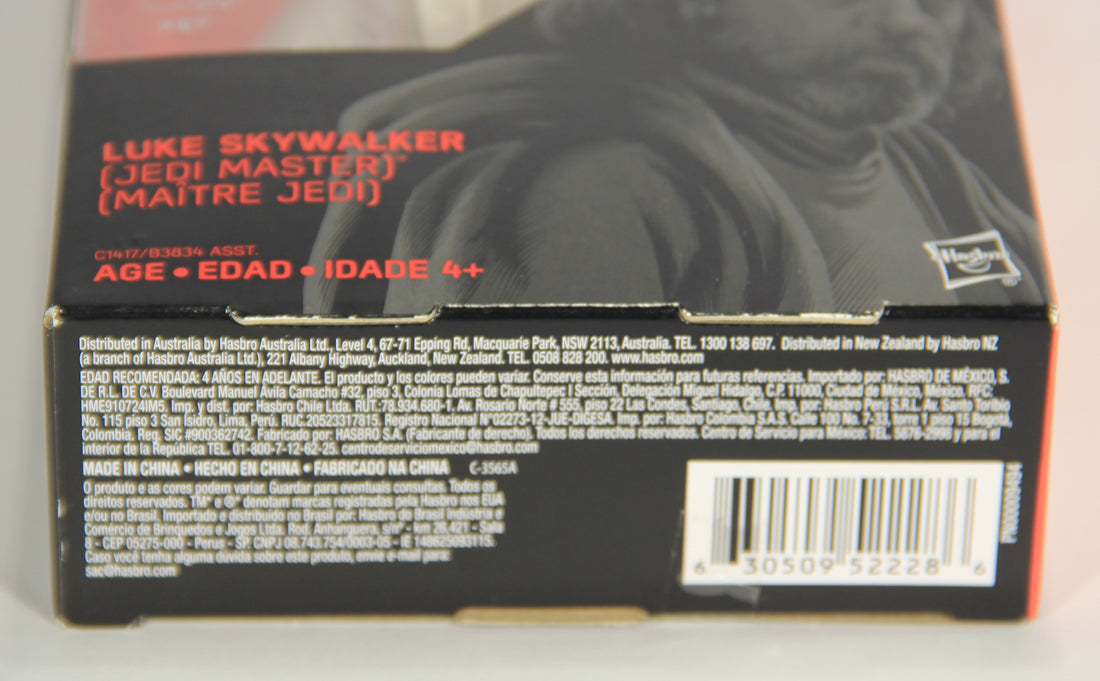 LUKE SKYWALKER
(JEDI MASTER)™
(MAÎTRE JEDI)
C1417/B3834 ASST.
AGE • EDAD • IDADE 4+
Hasbro
®
Distributed in Australia by Hasbro Australia Ltd., Level 4, 67-71 Epping Rd, Macquarie Park, NSW 2113, Australia. TEL. 1300 138 697. Distributed in New Zealand by Hasbro NZ
(a branch of Hasbro Australia Ltd.), 221 Albany Highway, Auckland, New Zealand. TEL. 0508 828 200. www.hasbro.com
EDAD RECOMENDADA: 4 AÑOS EN ADELANTE. El producto y los colores pueden variar. Conserve esta información para futuras referencias. Importado por: HASBRO DE MÉXICO, S.
DE R.L. DE C.V. Boulevard Manuel Ávila Camacho #32, piso 3, Colonia Lomas de Chapultepec I Sección, Delegación Miguel Hidalgo, C.P. 11000, Ciudad de México, México. RFC:
HME910724IM5. Imp. y dist. por: Hasbro Chile Ltda. RUT.:78.934.680-1. Av. Rosario Norte # 555, piso 22 Las Condes, Santiago, Chile. Imp. por: Hasbro Perú S.R.L. Av. Santo Toribio
No. 115 piso 3 San Isidro, Lima, Perú. RUC.20523317815. Registro Nacional N°02273-12-JUE-DIGESA. Imp. por: Hasbro Colombia S.A.S. Calle 100 No. 7-33, torre 1 piso 15 Bogotá,
Colombia. Reg. SIC #900362742. Fabricado por: HASBRO S.A. (Fabricante de derecho). Todos los derechos reservados. Centro de Servicio para México: TEL. 5876-2998 y para el
interior de la República TEL. 01-800-7-12-62-25. centrodeserviciomexico@hasbro.com
MADE IN CHINA • HECHO EN CHINA • FABRICADO NA CHINA C-3565A
O produto e as cores podem variar. Guardar para eventuais consultas. Todos os
direitos reservados. TM* e ®* denotam marcas registradas pela Hasbro nos EUA
e/ou no Brasil. Importado e distribuído no Brasil por: Hasbro do Brasil Indústria e
Comércio de Brinquedos e Jogos Ltda. Rod. Anhanguera, s/nº - km 26.421 - Sala
8 - CEP 05275-000 - Perus - SP. CNPJ 08.743.754/0003-05 - IE 148625093115.
Caso você tenha alguma dúvida sobre este produto, envie e-mail para:
sac@hasbro.com
6 30509 52228 6
P00009494